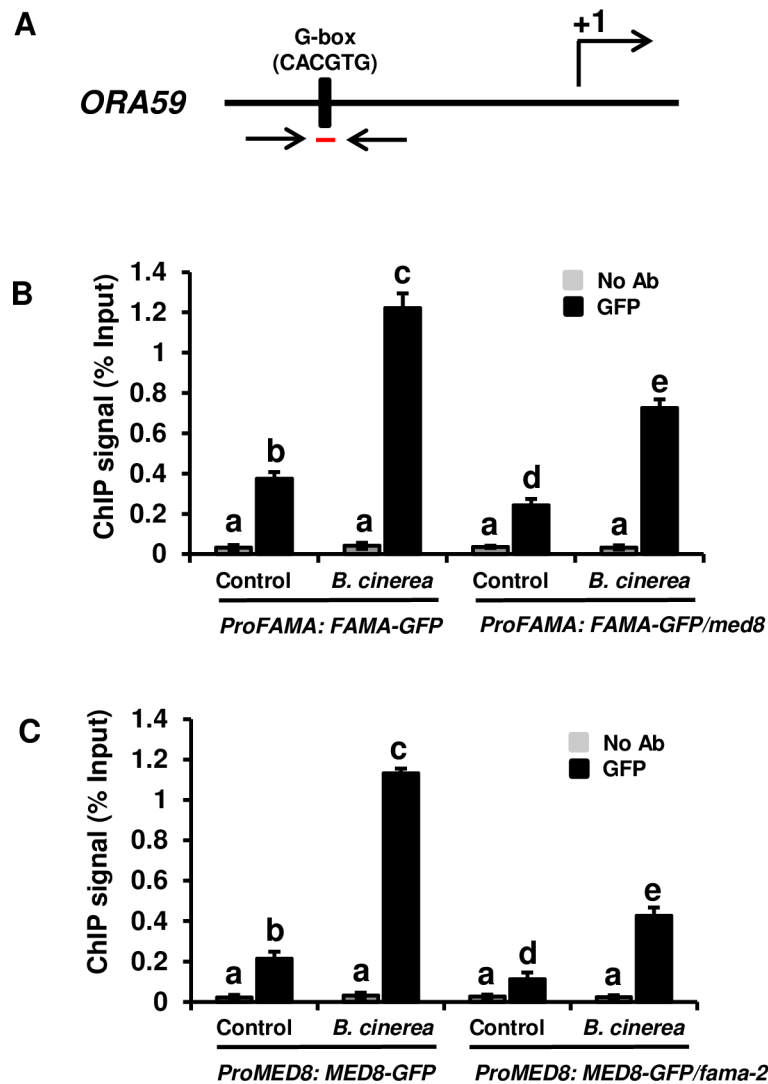 A
G-box
(CACGTG)
+1
ORA59
B
ChIP signal (% Input)
1.4
1.2
1
0.8
0.6
0.4
0.2
0
No Ab
GFP
a
b
a
c
a
d
a
e
Control
B. cinerea
Control
B. cinerea
ProFAMA: FAMA-GFP
ProFAMA: FAMA-GFP/med8
C
ChIP signal (% Input)
1.4
1.2
1
0.8
0.6
0.4
0.2
0
No Ab
GFP
a
b
a
c
a
d
a
e
Control
B. cinerea
Control
B. cinerea
ProMED8: MED8-GFP
ProMED8: MED8-GFP/fama-2